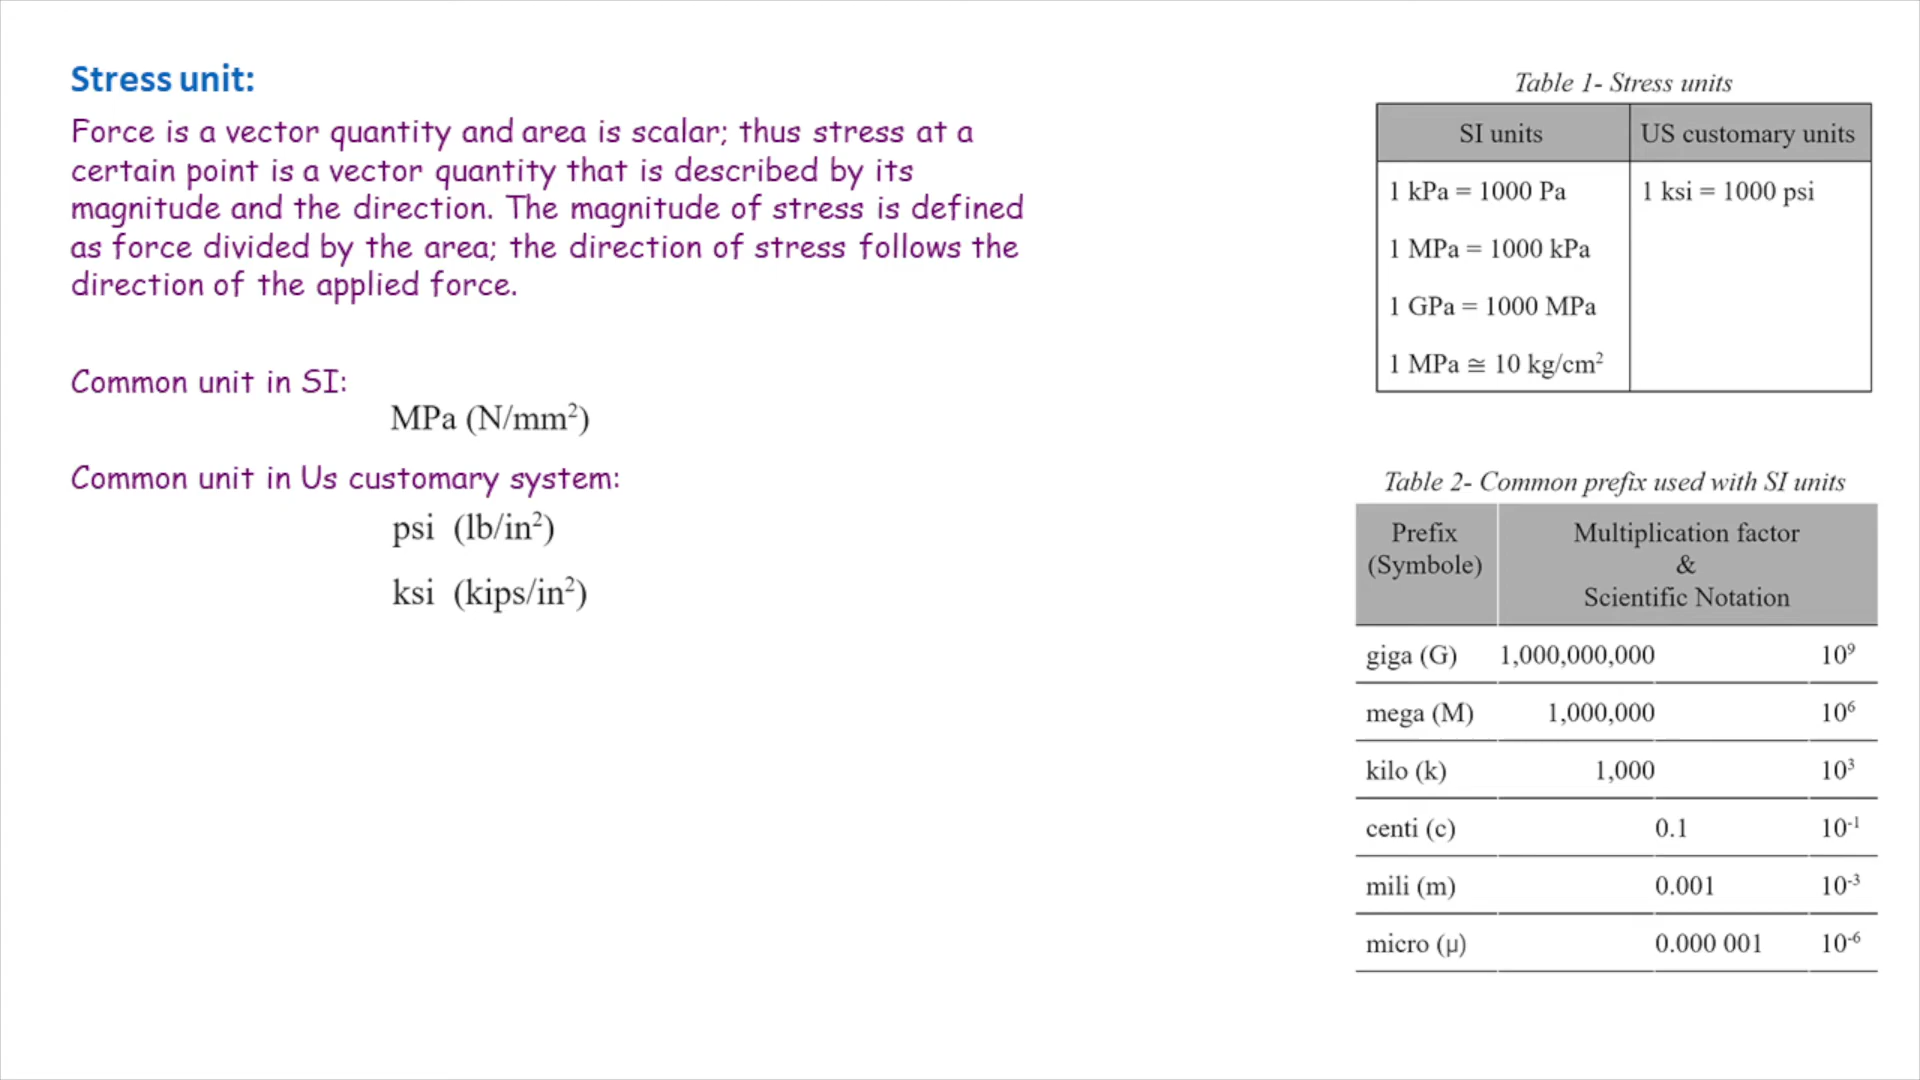 Stress unit:
Force is a vector quantity and area is scalar; thus stress at a
certain point is a vector quantity that is described by its
magnitude and the direction. The magnitude of stress is defined
as force divided by the area; the direction of stress follows the
direction of the applied force.
Common unit in SI:
MPa (N/mm²)
Common unit in Us customary system:
psi (lb/in²)
ksi (kips/in²)
Table 1- Stress units
SI units US customary units
1 kPa = 1000 Pa 1 ksi = 1000 psi
1 MPa = 1000 kPa
1 GPa = 1000 MPa
1 MPa ≅ 10 kg/cm²
Table 2- Common prefix used with SI units
Prefix
(Symbole)
Multiplication factor
&
Scientific Notation
giga (G) 1,000,000,000 10⁹
mega (M) 1,000,000 10⁶
kilo (k) 1,000 10³
centi (c) 0.1 10⁻¹
mili (m) 0.001 10⁻³
micro (µ) 0.000 001 10⁻⁶